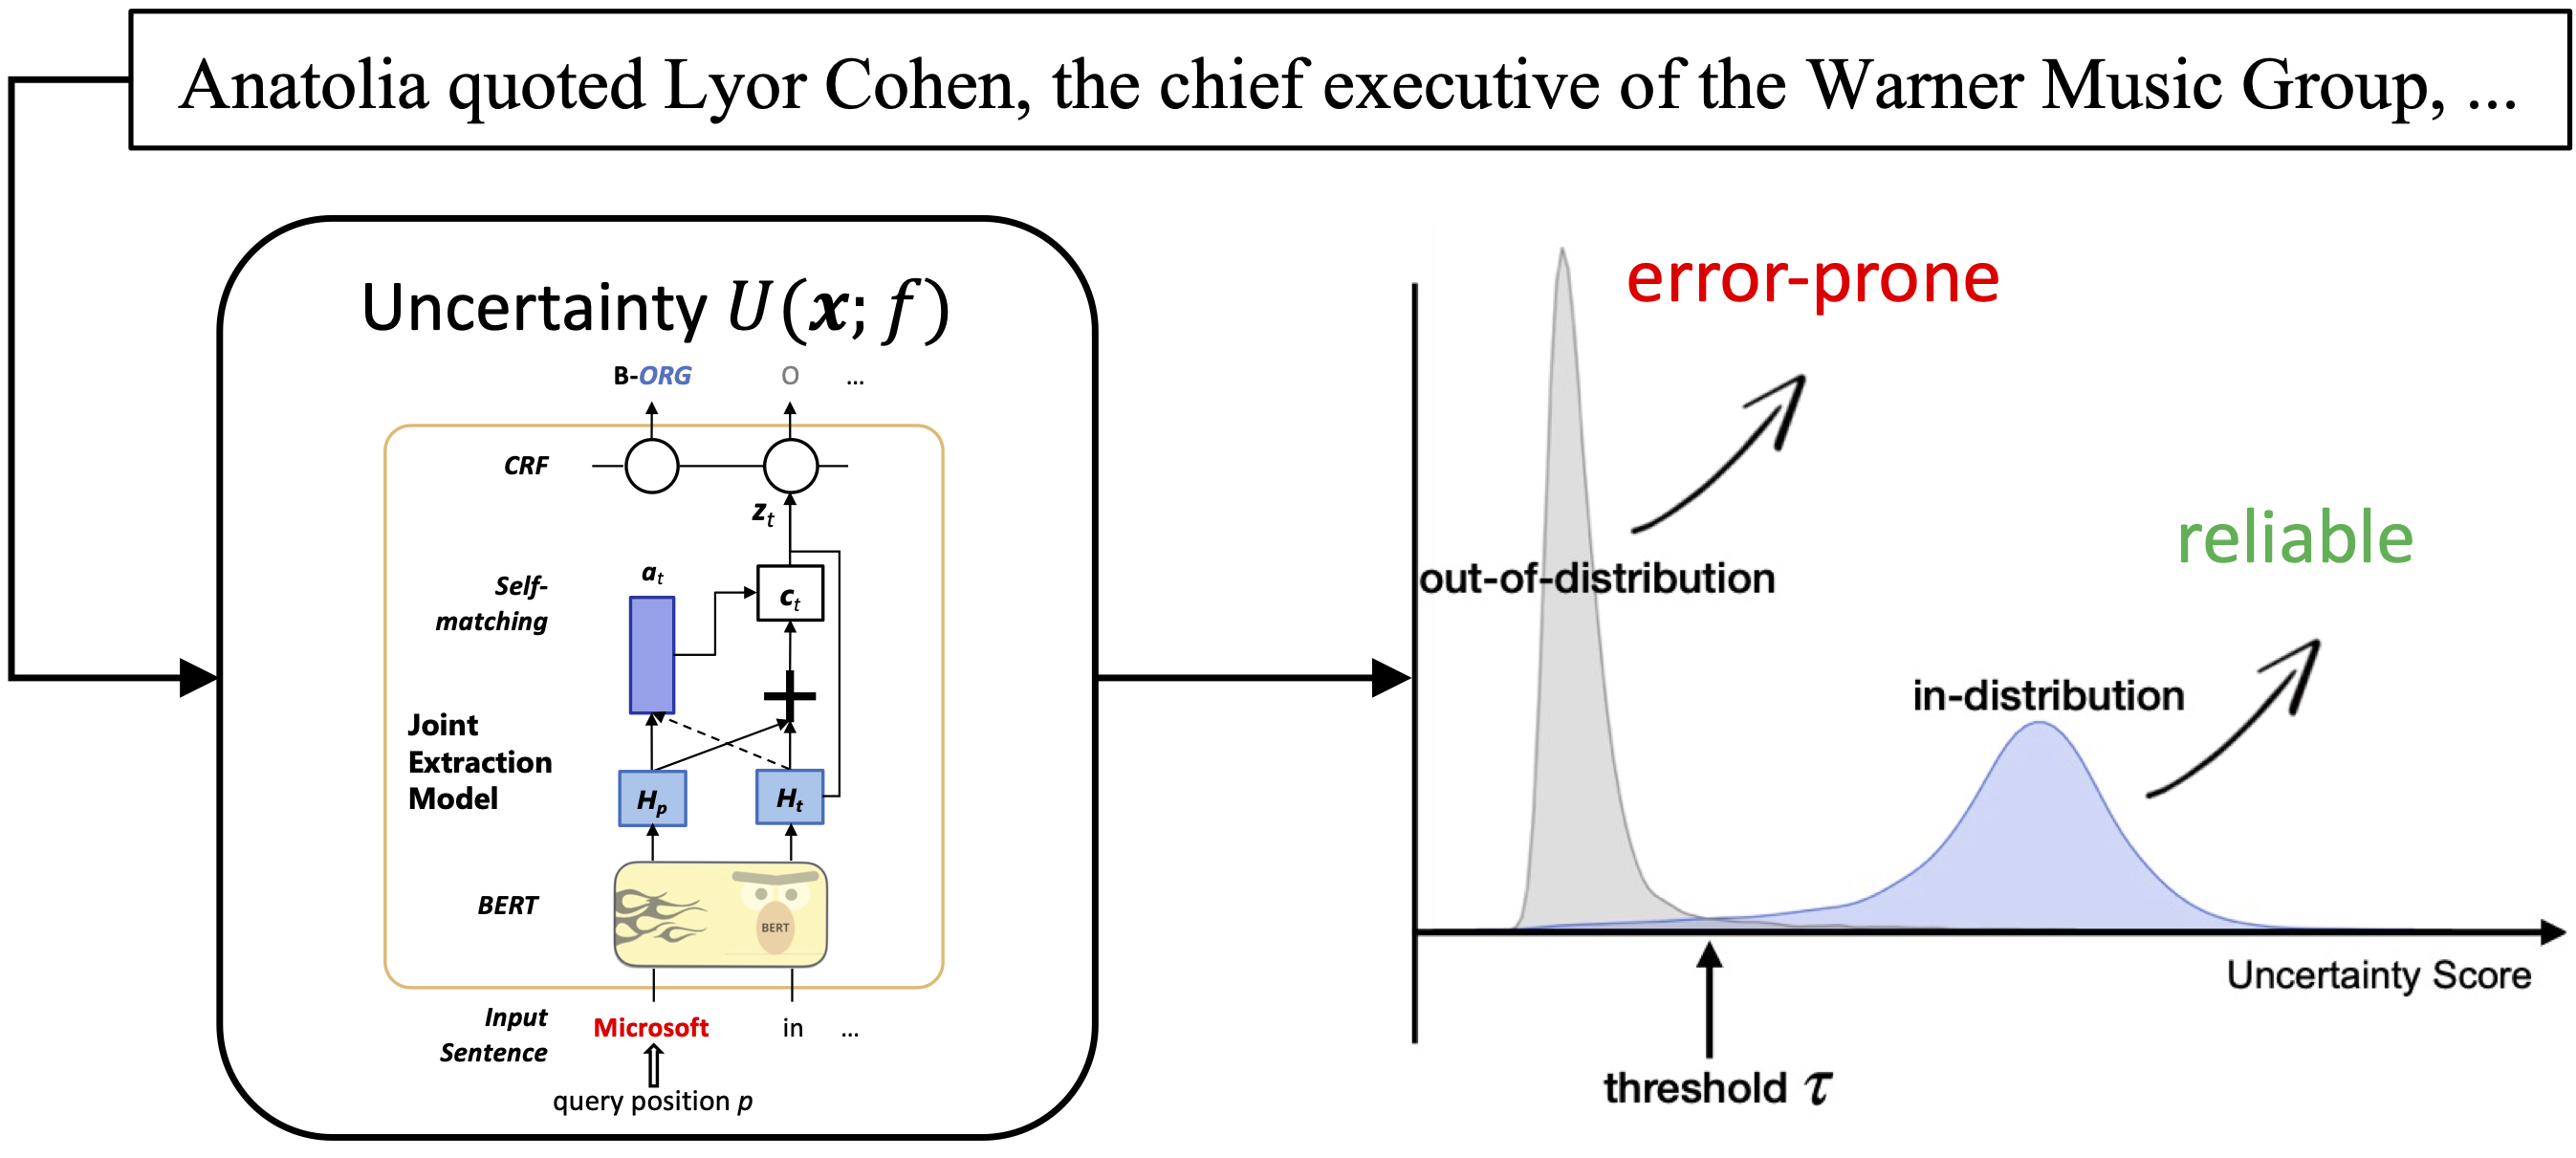 Anatolia quoted Lyor Cohen, the chief executive of the Warner Music Group, ...
Uncertainty U(x; f)
B-ORG O ...
CRF
z_t
Self-
matching
a_t
c_t
Joint
Extraction
Model
H_p H_t
BERT
BERT
Input
Sentence
Microsoft in ...
query position p
error-prone
out-of-distribution
reliable
in-distribution
Uncertainty Score
threshold τ